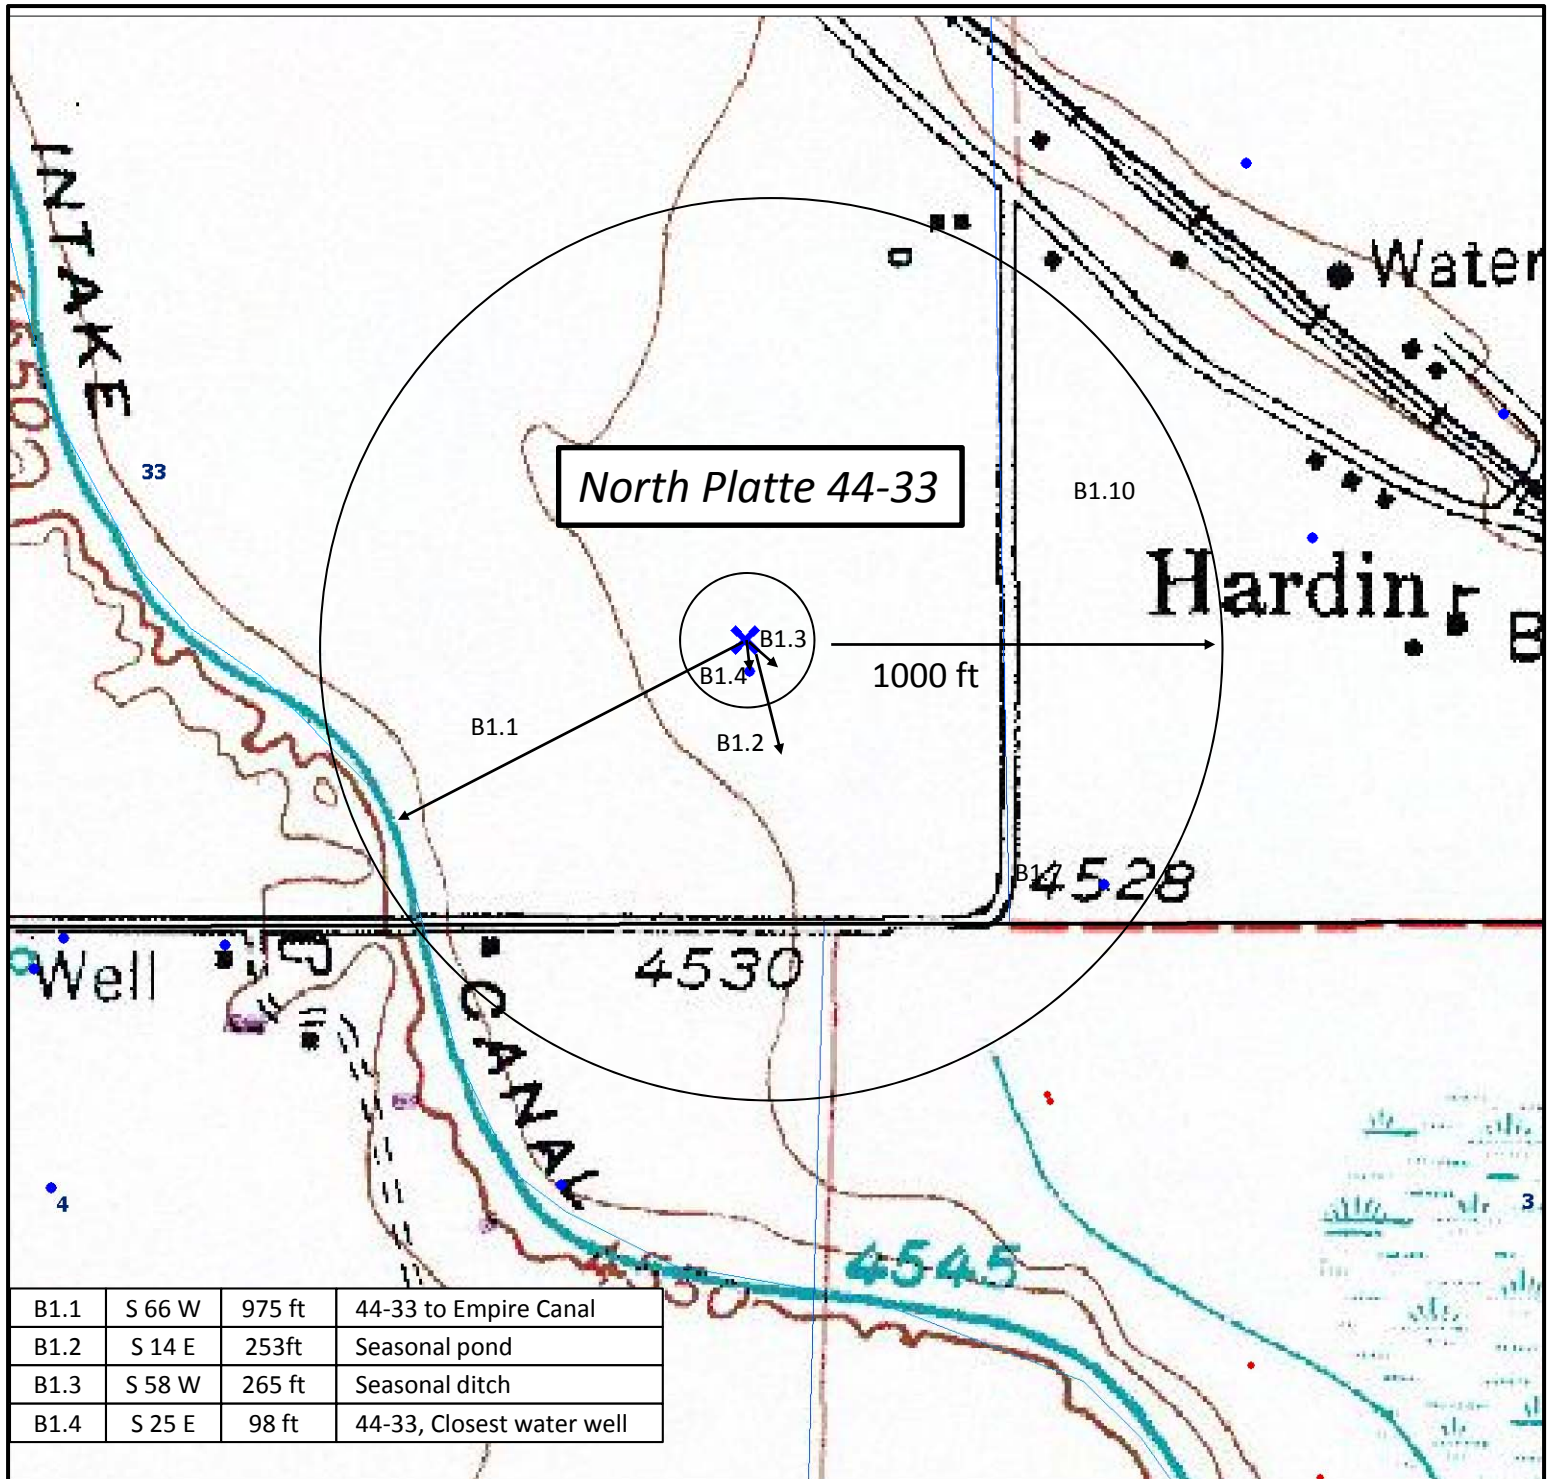 INTAKE
6502
33
Water
North Platte 44-33
B1.10
Hardin
B
B1.3
B1.4
1000 ft
B1.1
B1.2
B1.7
4528
Well
4530
CANAL
4
3
4545
B1.1 S 66 W 975 ft 44-33 to Empire Canal
B1.2 S 14 E 253ft Seasonal pond
B1.3 S 58 W 265 ft Seasonal ditch
B1.4 S 25 E 98 ft 44-33, Closest water well